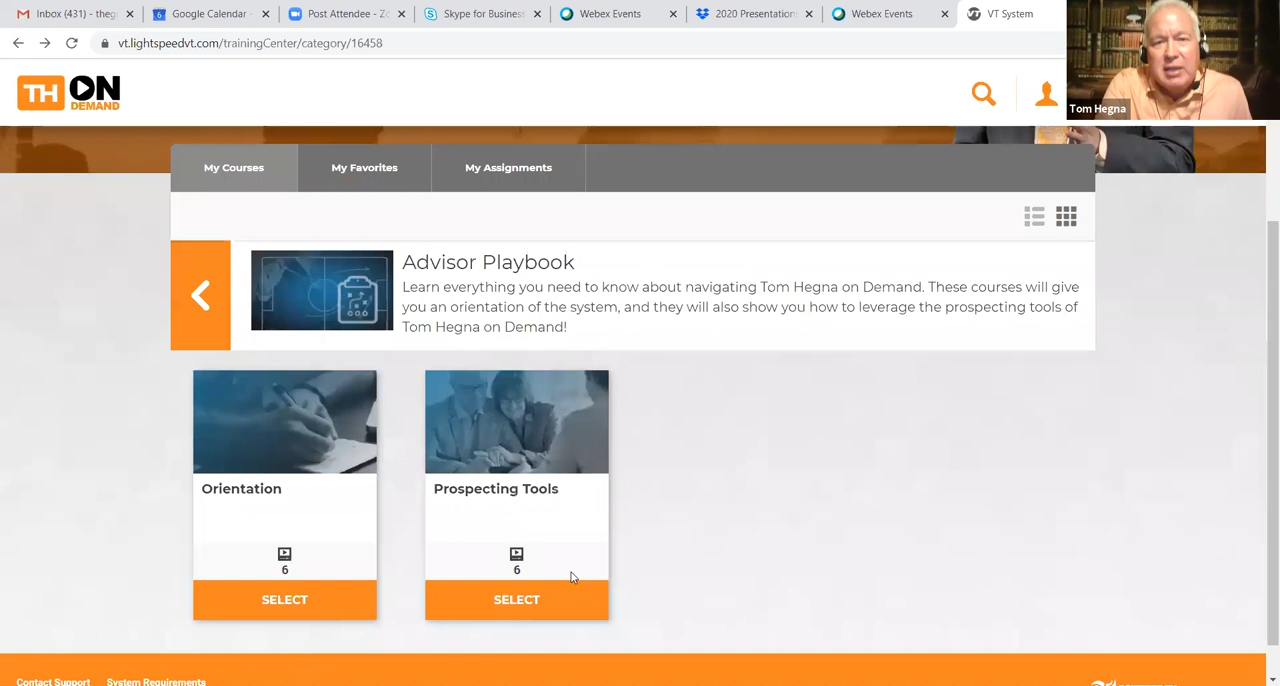 Inbox (431) - theg
Google Calendar -
Post Attendee - Zo
Skype for Business
Webex Events
2020 Presentation
Webex Events
VT System
vt.lightspeedvt.com/trainingCenter/category/16458
TH ON
DEMAND
Tom Hegna
My Courses
My Favorites
My Assignments
Advisor Playbook
Learn everything you need to know about navigating Tom Hegna on Demand. These courses will give
you an orientation of the system, and they will also show you how to leverage the prospecting tools of
Tom Hegna on Demand!
Orientation
Prospecting Tools
6
6
SELECT
SELECT
Contact Support
System Requirements